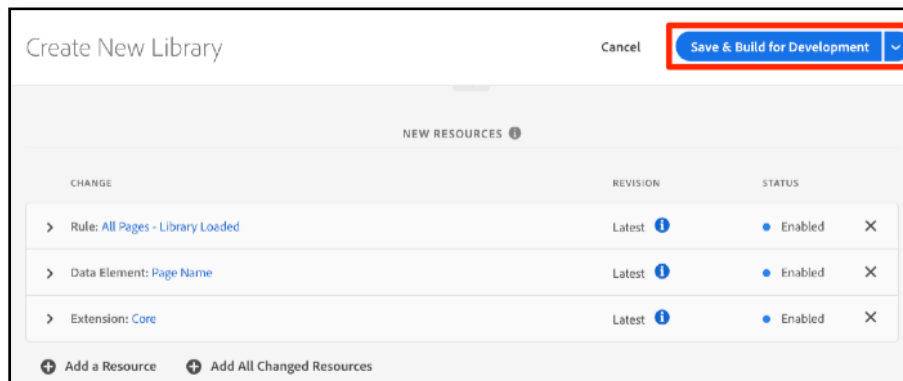 Create New Library
Cancel
Save & Build for Development
NEW RESOURCES
CHANGE REVISION STATUS
Rule: All Pages - Library Loaded Latest Enabled
Data Element: Page Name Latest Enabled
Extension: Core Latest Enabled
Add a Resource Add All Changed Resources